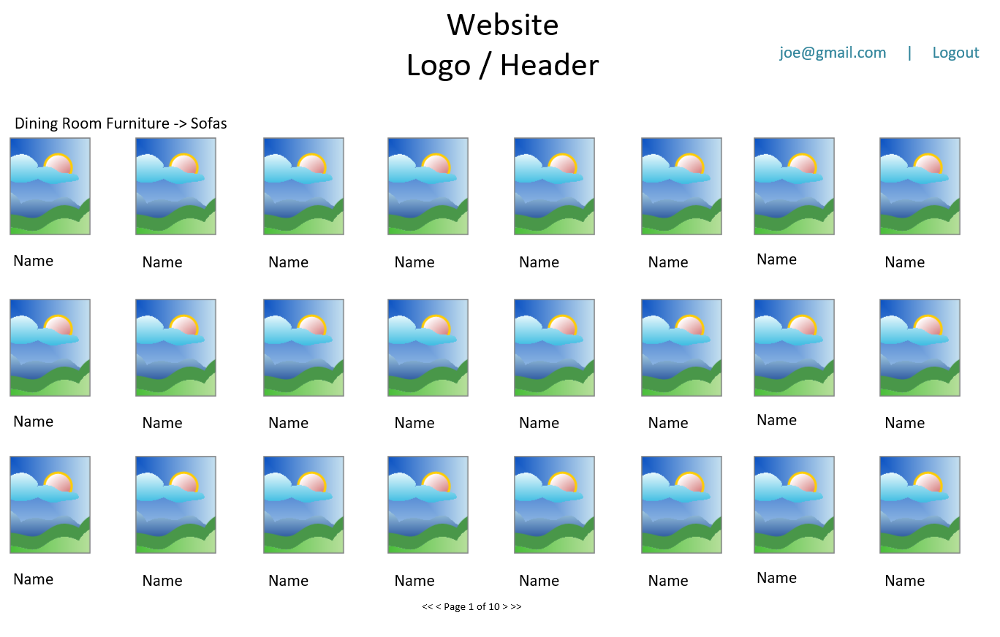 Website
Logo / Header
joe@gmail.com | Logout
Dining Room Furniture -> Sofas
Name Name Name Name Name Name Name Name
Name Name Name Name Name Name Name Name
Name Name Name Name Name Name Name Name
<< < Page 1 of 10 > >>